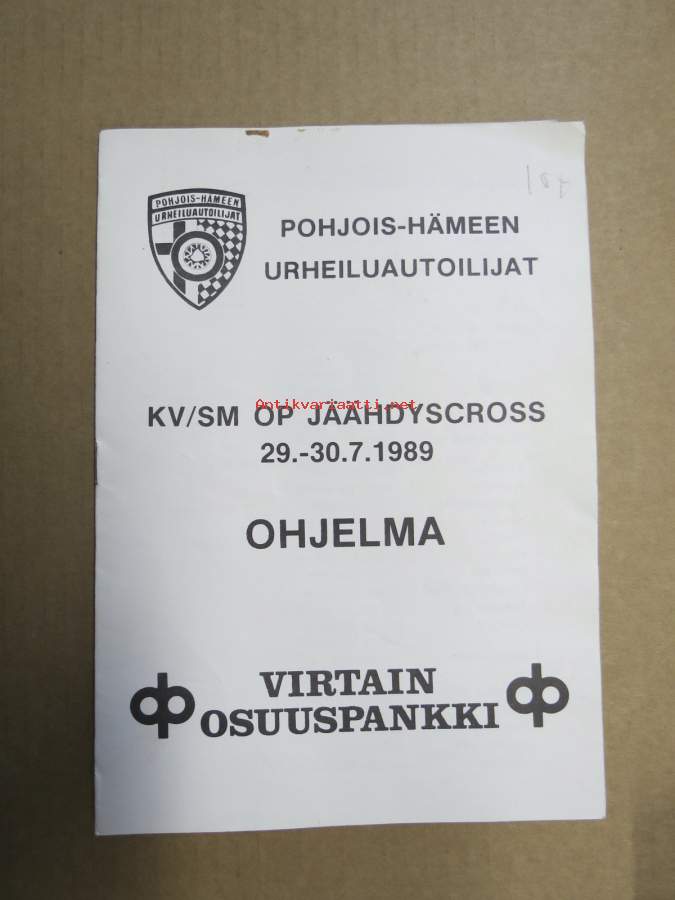 POHJOIS-HÄMEEN
URHEILUAUTOILIJAT
POHJOIS-HÄMEEN
URHEILUAUTOILIJAT
Antikvariaatti.net
KV/SM OP JÄÄHDYSCROSS
29.-30.7.1989
OHJELMA
VIRTAIN
OSUUSPANKKI